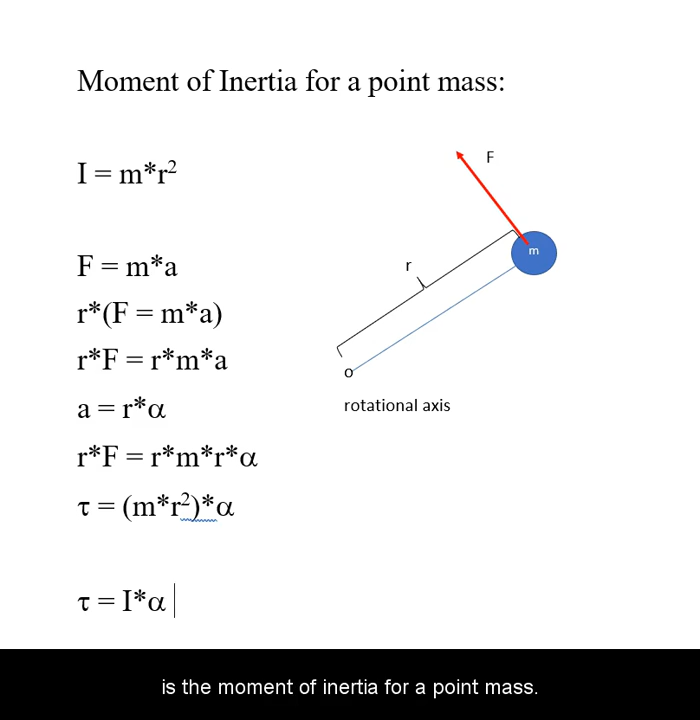 Moment of Inertia for a point mass:
I = m*r²
F
m
F = m*a
r
r*(F = m*a)
r*F = r*m*a
o
a = r*α
rotational axis
r*F = r*m*r*α
τ = (m*r²)*α
τ = I*α
is the moment of inertia for a point mass.